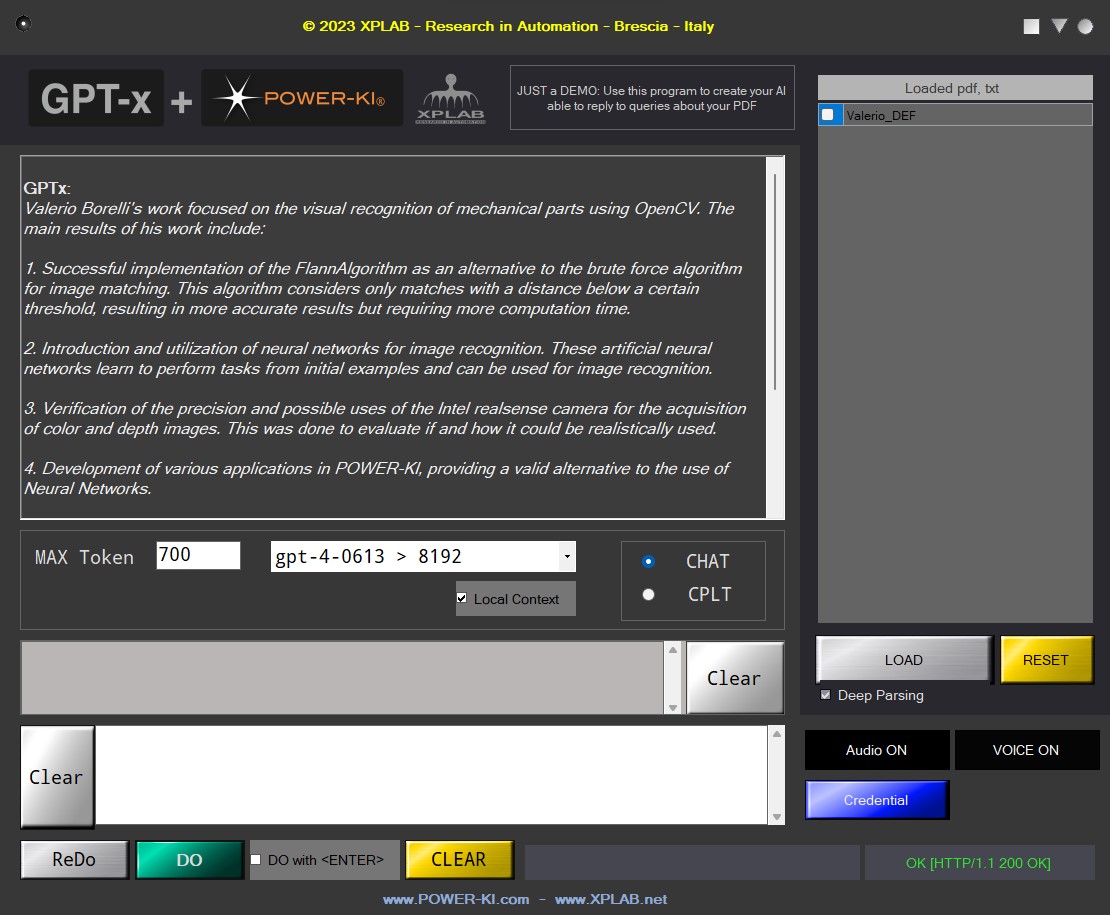 © 2023 XPLAB - Research in Automation - Brescia - Italy
GPT-x + POWER-KI®
XPLAB
RESEARCH IN AUTOMATION
JUST a DEMO: Use this program to create your AI
able to reply to queries about your PDF
Loaded pdf, txt
Valerio_DEF
GPTx:
Valerio Borelli's work focused on the visual recognition of mechanical parts using OpenCV. The
main results of his work include:
1. Successful implementation of the FlannAlgorithm as an alternative to the brute force algorithm
for image matching. This algorithm considers only matches with a distance below a certain
threshold, resulting in more accurate results but requiring more computation time.
2. Introduction and utilization of neural networks for image recognition. These artificial neural
networks learn to perform tasks from initial examples and can be used for image recognition.
3. Verification of the precision and possible uses of the Intel realsense camera for the acquisition
of color and depth images. This was done to evaluate if and how it could be realistically used.
4. Development of various applications in POWER-KI, providing a valid alternative to the use of
Neural Networks.
MAX Token 700 gpt-4-0613 > 8192
Local Context
CHAT
CPLT
Clear
LOAD RESET
Deep Parsing
Clear
Audio ON VOICE ON
Credential
ReDo DO DO with <ENTER> CLEAR OK [HTTP/1.1 200 OK]
www.POWER-KI.com - www.XPLAB.net